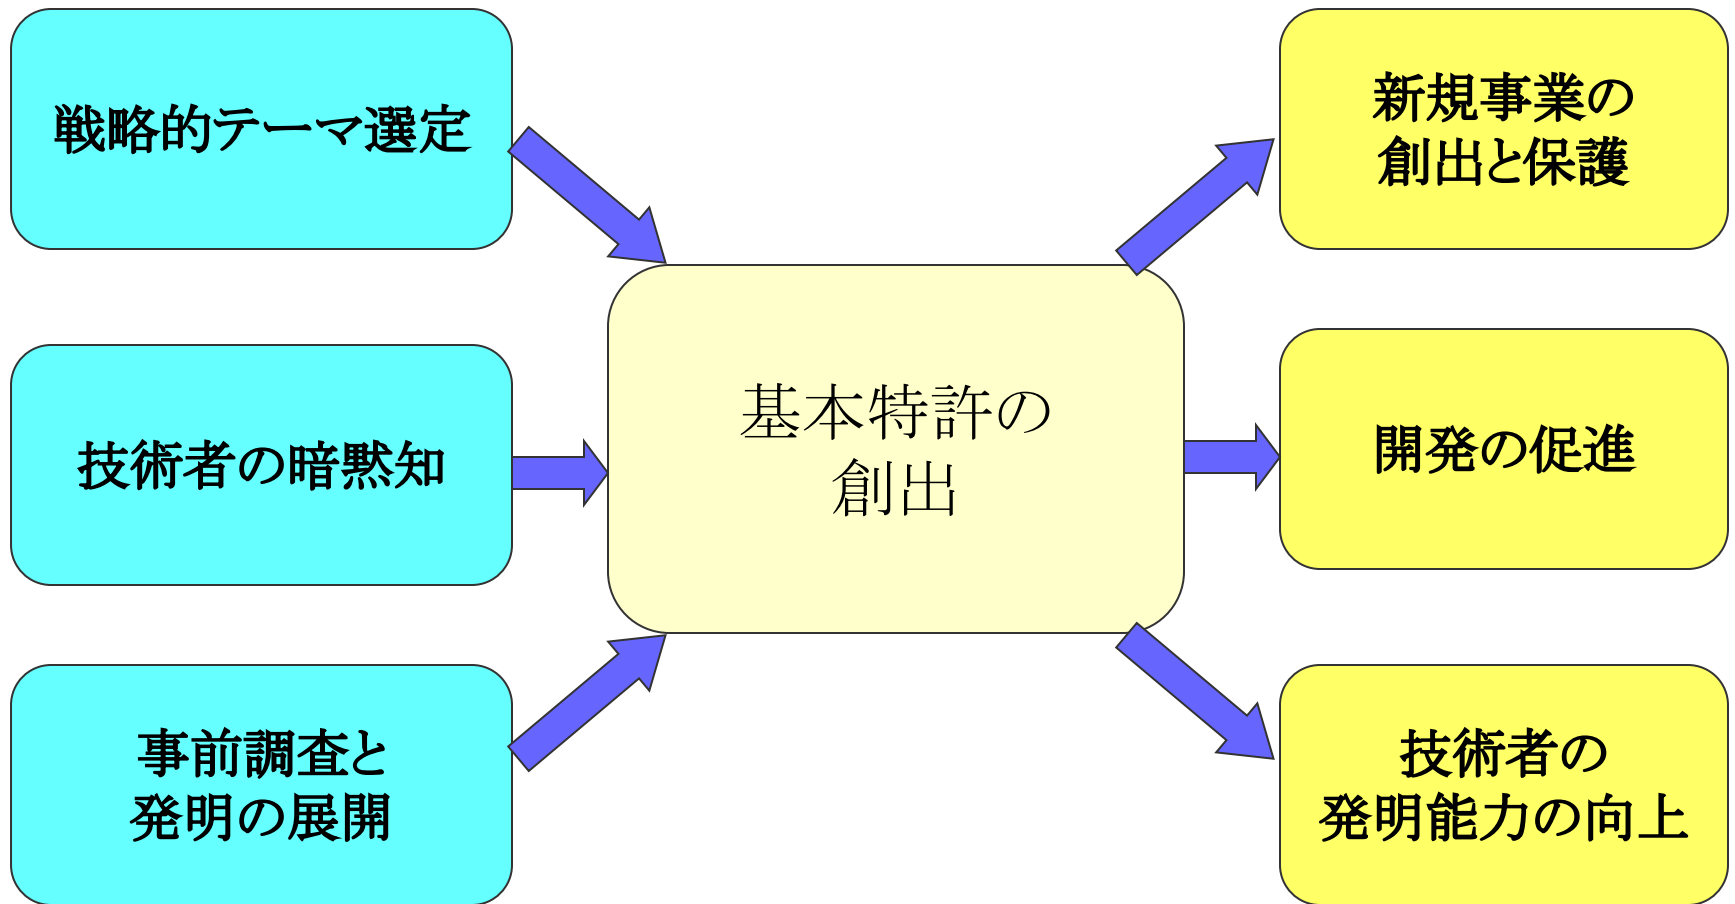 戦略的テーマ選定
技術者の暗黙知
事前調査と
発明の展開
基本特許の
創出
新規事業の
創出と保護
開発の促進
技術者の
発明能力の向上